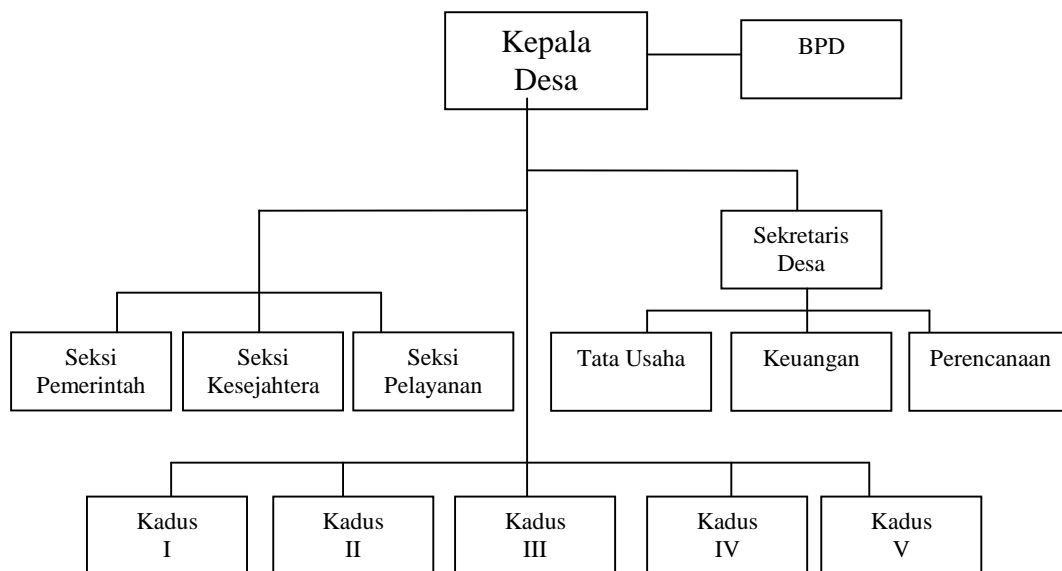 Kepala
Desa
BPD
Sekretaris
Desa
Seksi
Pemerintah
Seksi
Kesejahtera
Seksi
Pelayanan
Tata Usaha
Keuangan
Perencanaan
Kadus
I
Kadus
II
Kadus
III
Kadus
IV
Kadus
V